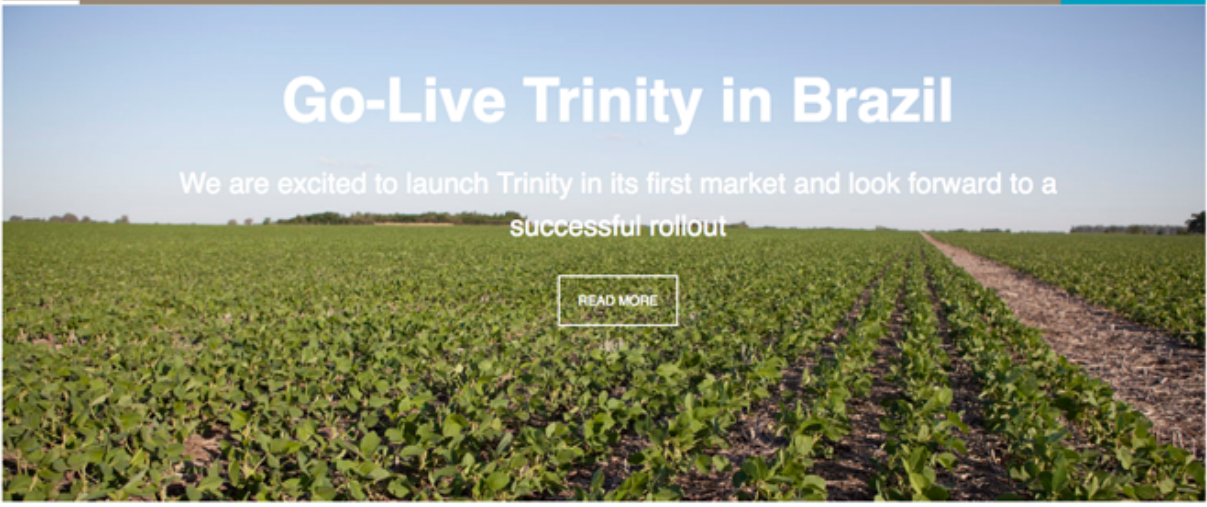 Go-Live Trinity in Brazil
We are excited to launch Trinity in its first market and look forward to a
successful rollout
READ MORE